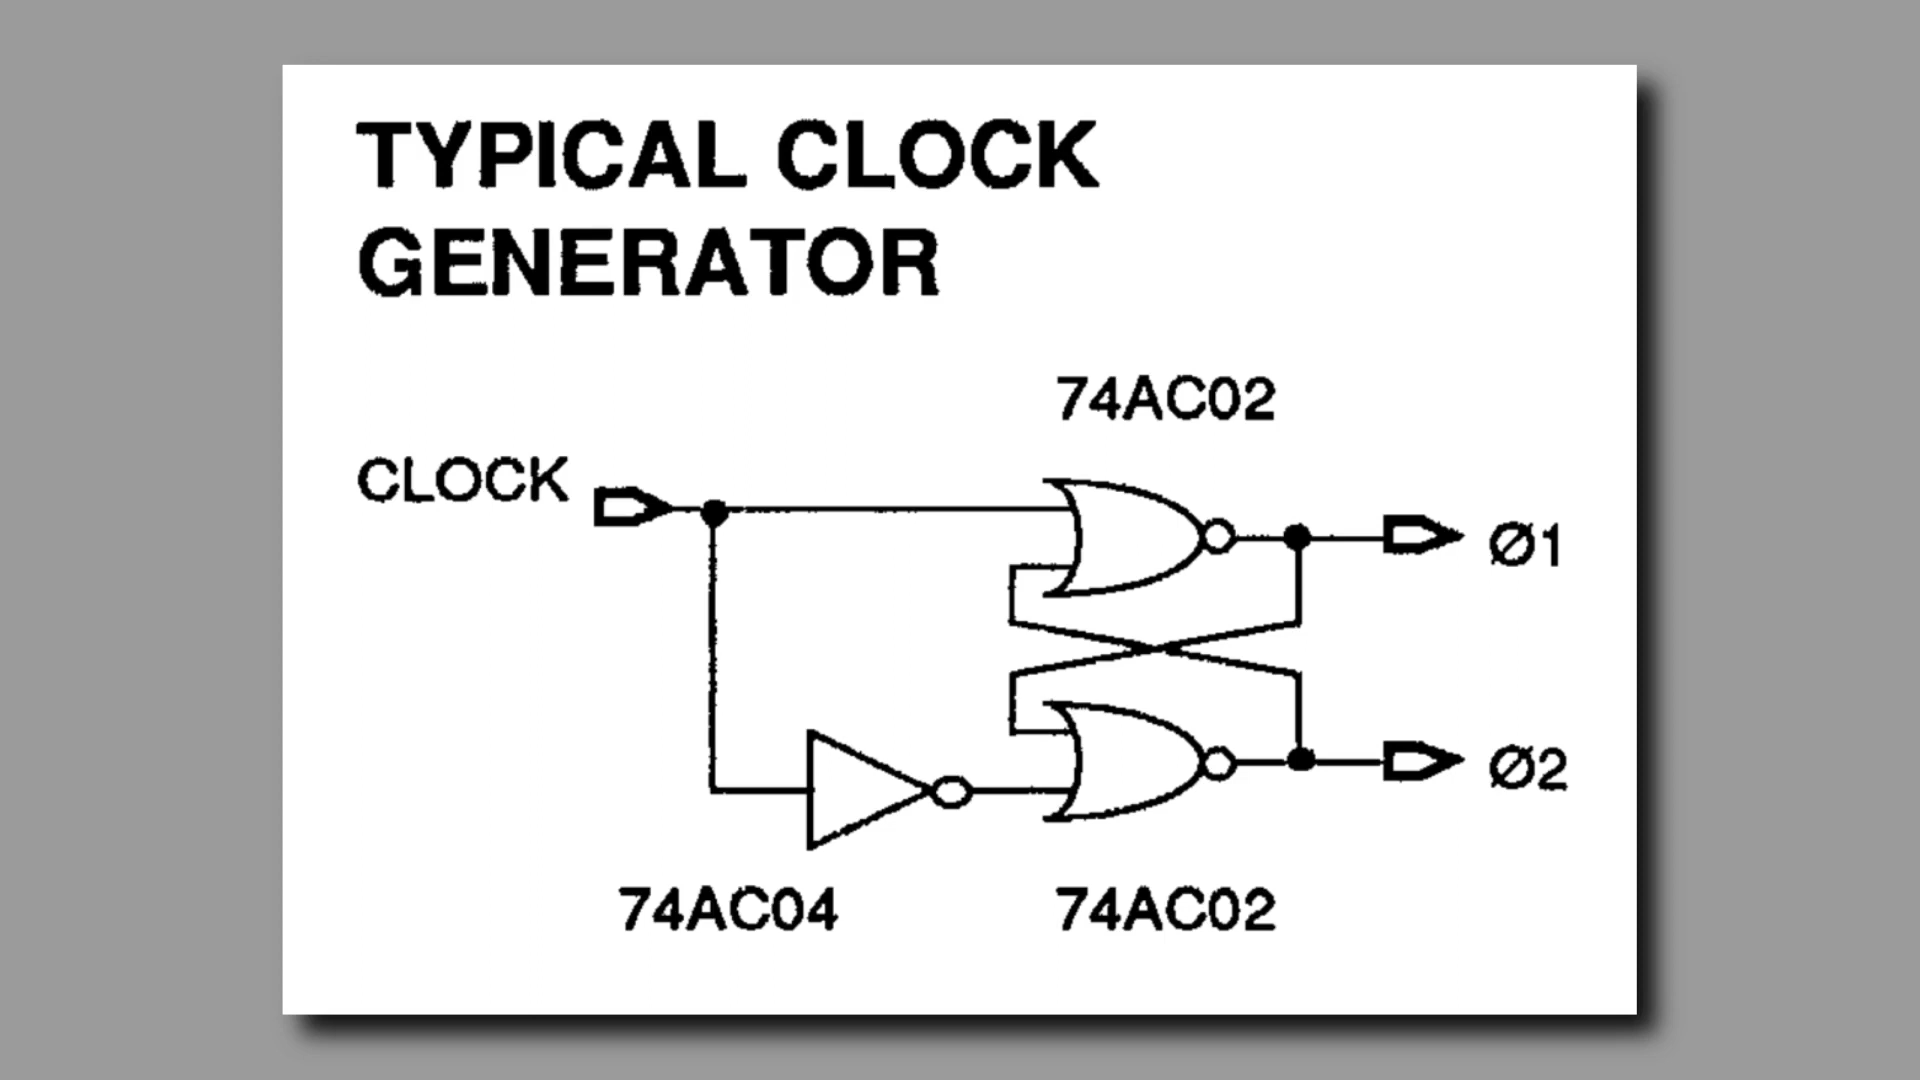 TYPICAL CLOCK
GENERATOR
74AC02
CLOCK
Ø1
Ø2
74AC04
74AC02